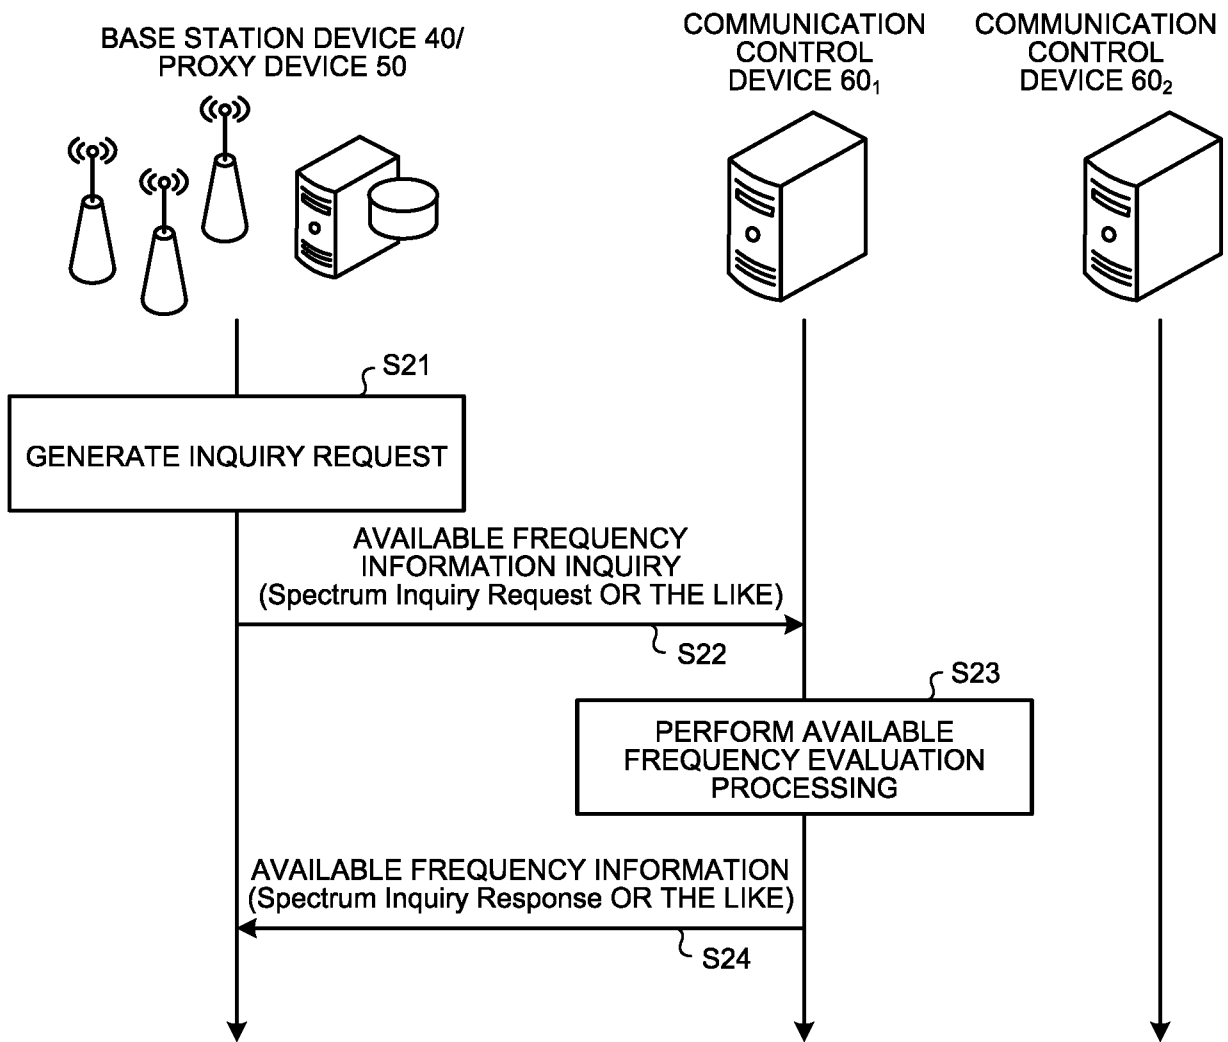 BASE STATION DEVICE 40/
PROXY DEVICE 50
COMMUNICATION
CONTROL
DEVICE 60₁
COMMUNICATION
CONTROL
DEVICE 60₂
S21
GENERATE INQUIRY REQUEST
AVAILABLE FREQUENCY
INFORMATION INQUIRY
(Spectrum Inquiry Request OR THE LIKE)
S22
S23
PERFORM AVAILABLE
FREQUENCY EVALUATION
PROCESSING
AVAILABLE FREQUENCY INFORMATION
(Spectrum Inquiry Response OR THE LIKE)
S24